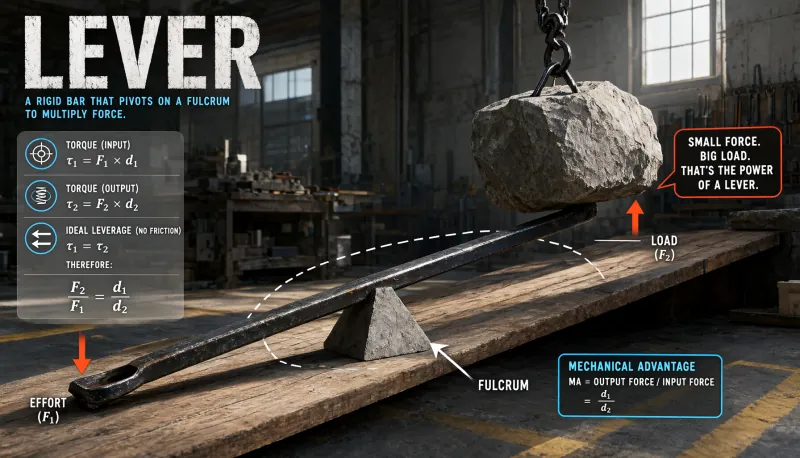 LEVER
A RIGID BAR THAT PIVOTS ON A FULCRUM
TO MULTIPLY FORCE.
TORQUE (INPUT)
τ₁ = F₁ × d₁
TORQUE (OUTPUT)
τ₂ = F₂ × d₂
IDEAL LEVERAGE (NO FRICTION)
τ₁ = τ₂
THEREFORE:
F₂/F₁ = d₁/d₂
SMALL FORCE.
BIG LOAD.
THAT'S THE POWER
OF A LEVER.
LOAD
(F₂)
EFFORT
(F₁)
FULCRUM
MECHANICAL ADVANTAGE
MA = OUTPUT FORCE / INPUT FORCE
= d₁/d₂